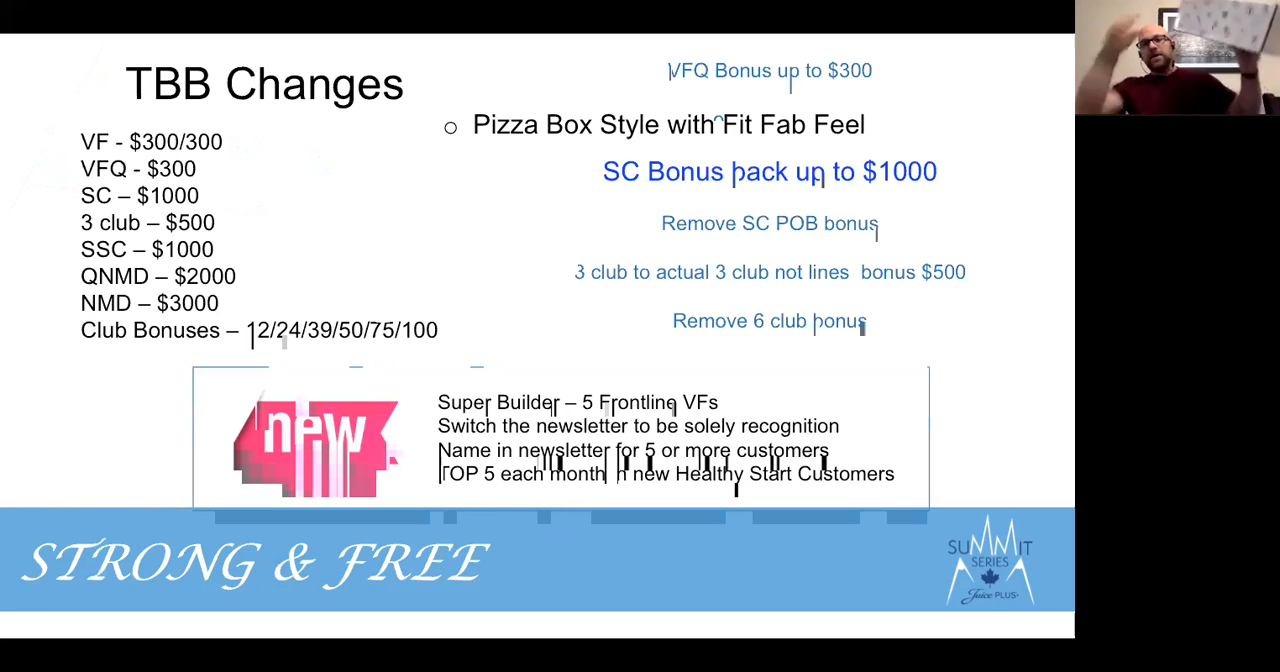 TBB Changes
VF - $300/300
VFQ - $300
SC – $1000
3 club – $500
SSC – $1000
QNMD – $2000
NMD – $3000
Club Bonuses – 12/24/39/50/75/100
VFQ Bonus up to $300
o Pizza Box Style with Fit Fab Feel
SC Bonus back up to $1000
Remove SC POB bonus
3 club to actual 3 club not lines bonus $500
Remove 6 club bonus
new
Super Builder – 5 Frontline VFs
Switch the newsletter to be solely recognition
Name in newsletter for 5 or more customers
TOP 5 each month in new Healthy Start Customers
STRONG & FREE
SUMMIT
SERIES
Juice PLUS+